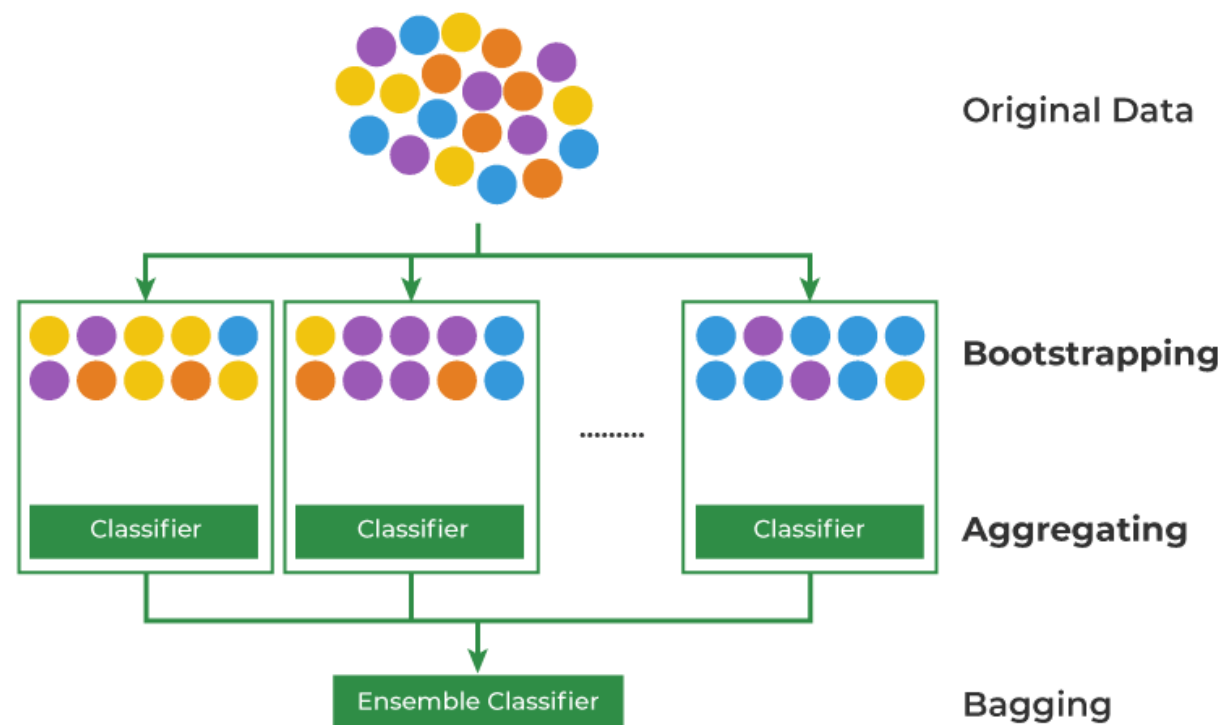 Original Data
Bootstrapping
.........
Classifier
Classifier
Classifier
Aggregating
Ensemble Classifier
Bagging